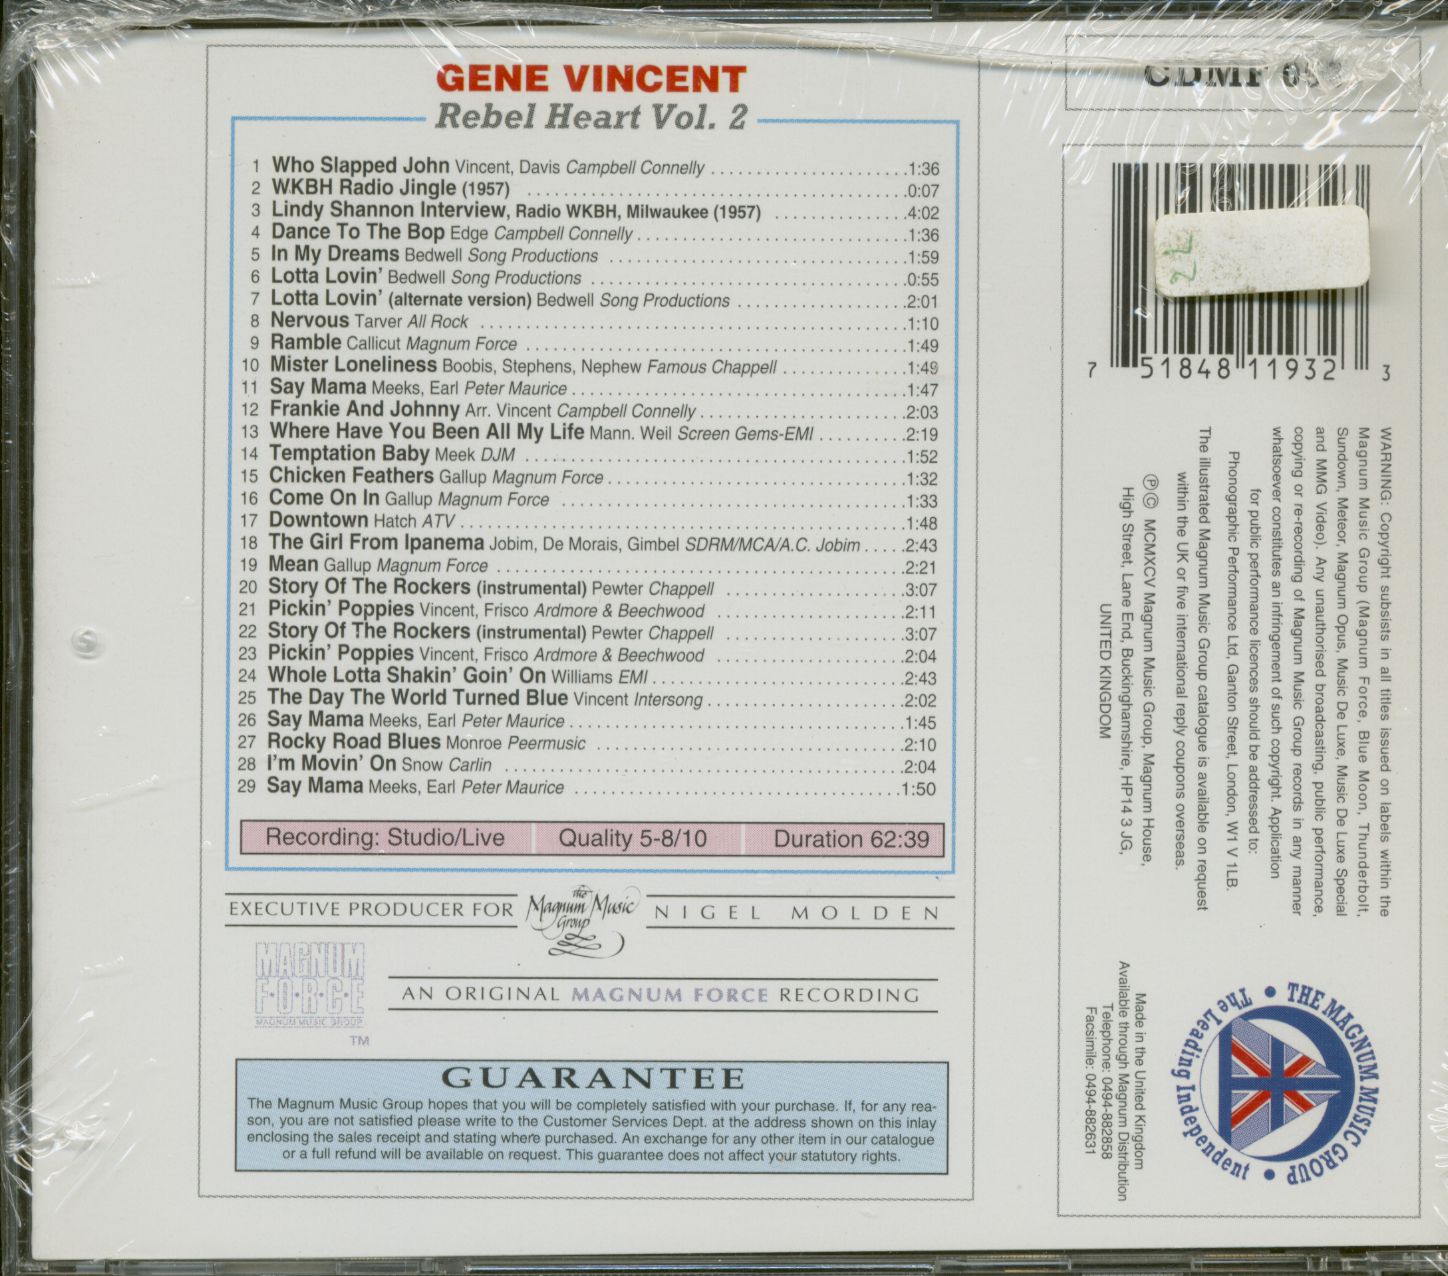 GENE VINCENT
Rebel Heart Vol. 2
1 Who Slapped John Vincent, Davis Campbell Connelly ........................1:36
2 WKBH Radio Jingle (1957) ........................0:07
3 Lindy Shannon Interview, Radio WKBH, Milwaukee (1957) ................4:02
4 Dance To The Bop Edge Campbell Connelly ........................1:36
5 In My Dreams Bedwell Song Productions ........................1:59
6 Lotta Lovin' Bedwell Song Productions ........................0:55
7 Lotta Lovin' (alternate version) Bedwell Song Productions ....................2:01
8 Nervous Tarver All Rock ........................1:10
9 Ramble Callicut Magnum Force ........................1:49
10 Mister Loneliness Boobis, Stephens, Nephew Famous Chappell ...............1:49
11 Say Mama Meeks, Earl Peter Maurice ........................1:47
12 Frankie And Johnny Arr. Vincent Campbell Connelly ........................2:03
13 Where Have You Been All My Life Mann. Weil Screen Gems-EMI ..........2:19
14 Temptation Baby Meek DJM ........................1:52
15 Chicken Feathers Gallup Magnum Force ........................1:32
16 Come On In Gallup Magnum Force ........................1:33
17 Downtown Hatch ATV ........................1:48
18 The Girl From Ipanema Jobim, De Morais, Gimbel SDRM/MCA/A.C. Jobim .....2:43
19 Mean Gallup Magnum Force ........................2:21
20 Story Of The Rockers (instrumental) Pewter Chappell ......................3:07
21 Pickin' Poppies Vincent, Frisco Ardmore & Beechwood ......................2:11
22 Story Of The Rockers (instrumental) Pewter Chappell ......................3:07
23 Pickin' Poppies Vincent, Frisco Ardmore & Beechwood ......................2:04
24 Whole Lotta Shakin' Goin' On Williams EMI ........................2:43
25 The Day The World Turned Blue Vincent Intersong ........................2:02
26 Say Mama Meeks, Earl Peter Maurice ........................1:45
27 Rocky Road Blues Monroe Peermusic ........................2:10
28 I'm Movin' On Snow Carlin ........................2:04
29 Say Mama Meeks, Earl Peter Maurice ........................1:50
Recording: Studio/Live Quality 5-8/10 Duration 62:39
EXECUTIVE PRODUCER FOR the Magnum Music Group NIGEL MOLDEN
MAGNUM
F·O·R·C·E
MAGNUM MUSIC GROUP
TM
AN ORIGINAL MAGNUM FORCE RECORDING
GUARANTEE
The Magnum Music Group hopes that you will be completely satisfied with your purchase. If, for any rea-
son, you are not satisfied please write to the Customer Services Dept. at the address shown on this inlay
enclosing the sales receipt and stating where purchased. An exchange for any other item in our catalogue
or a full refund will be available on request. This guarantee does not affect your statutory rights.
CDMF
7 51848 11932 3
WARNING: Copyright subsists in all titles issued on labels within the
Magnum Music Group (Magnum Force, Blue Moon, Thunderbolt,
Sundown, Meteor, Magnum Opus, Music De Luxe, Music De Luxe Special
and MMG Video). Any unauthorised broadcasting, public performance,
copying or re-recording of Magnum Music Group records in any manner
whatsoever constitutes an infringement of such copyright. Application
for public performance licences should be addressed to:
Phonographic Performance Ltd, Ganton Street, London, W1 V 1LB.
The illustrated Magnum Music Group catalogue is available on request
within the UK or five international reply coupons overseas.
ⓅⒸ MCMXCV Magnum Music Group, Magnum House,
High Street, Lane End, Buckinghamshire, HP14 3 JG,
UNITED KINGDOM
Made in the United Kingdom
Available through Magnum Distribution
Telephone: 0494-882858
Facsimile: 0494-882631
THE MAGNUM MUSIC GROUP
The Leading Independent